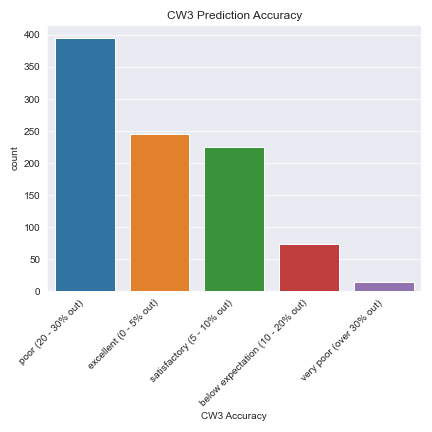 CW3 Prediction Accuracy
400
350
300
250
200
150
100
50
0
count
poor (20 - 30% out)
excellent (0 - 5% out)
satisfactory (5 - 10% out)
below expectation (10 - 20% out)
very poor (over 30% out)
CW3 Accuracy